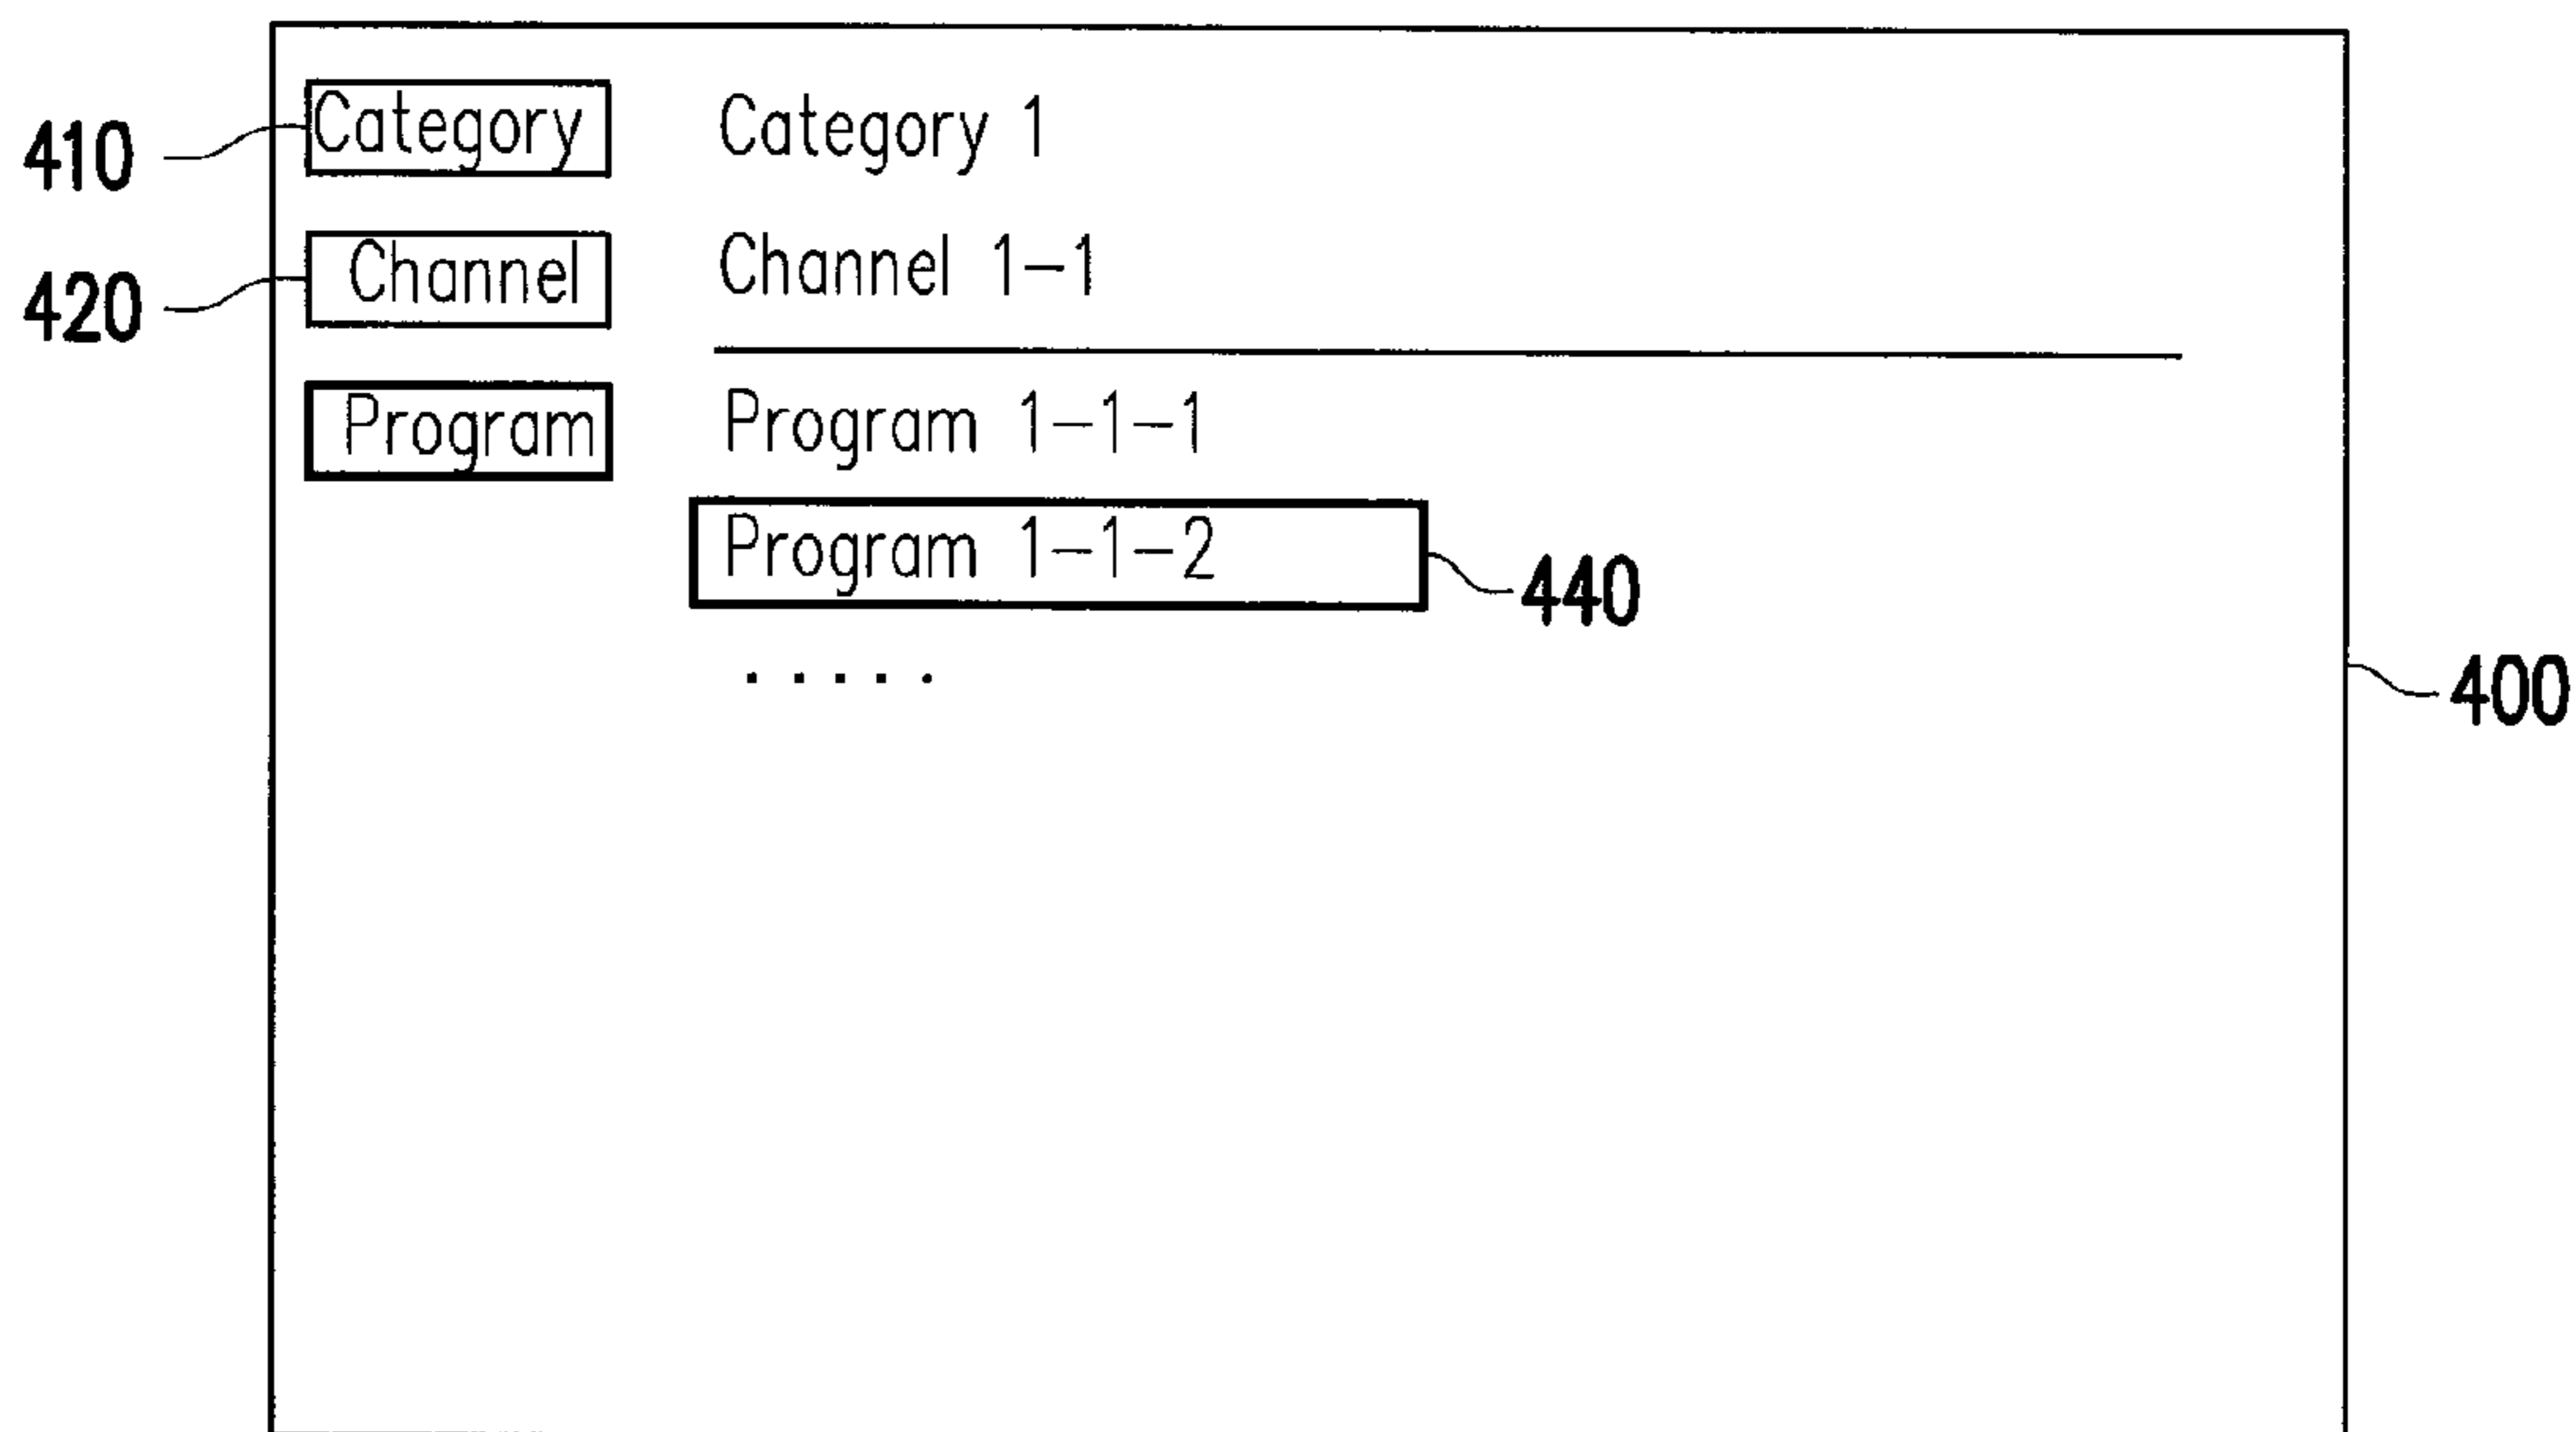 410 Category Category 1
420 Channel Channel 1-1
Program Program 1-1-1
Program 1-1-2 440
.....
400